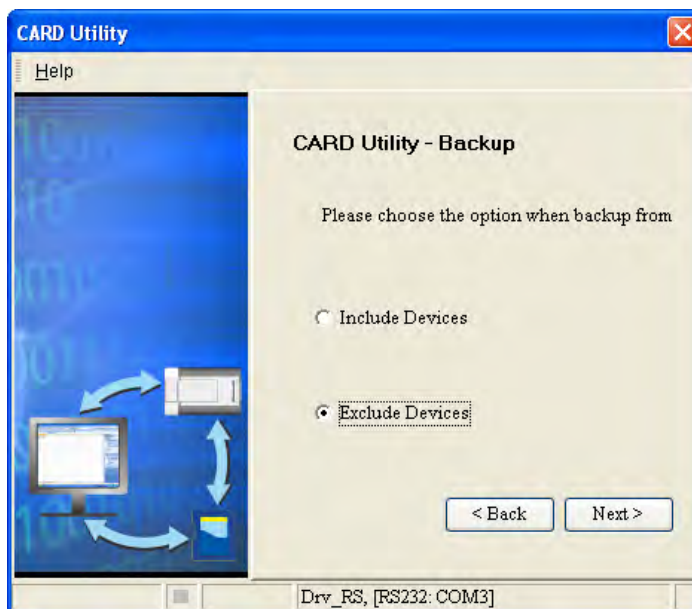 CARD Utility
Help
CARD Utility - Backup
Please choose the option when backup from
Include Devices
Exclude Devices
< Back Next >
Drv_RS, [RS232: COM3]